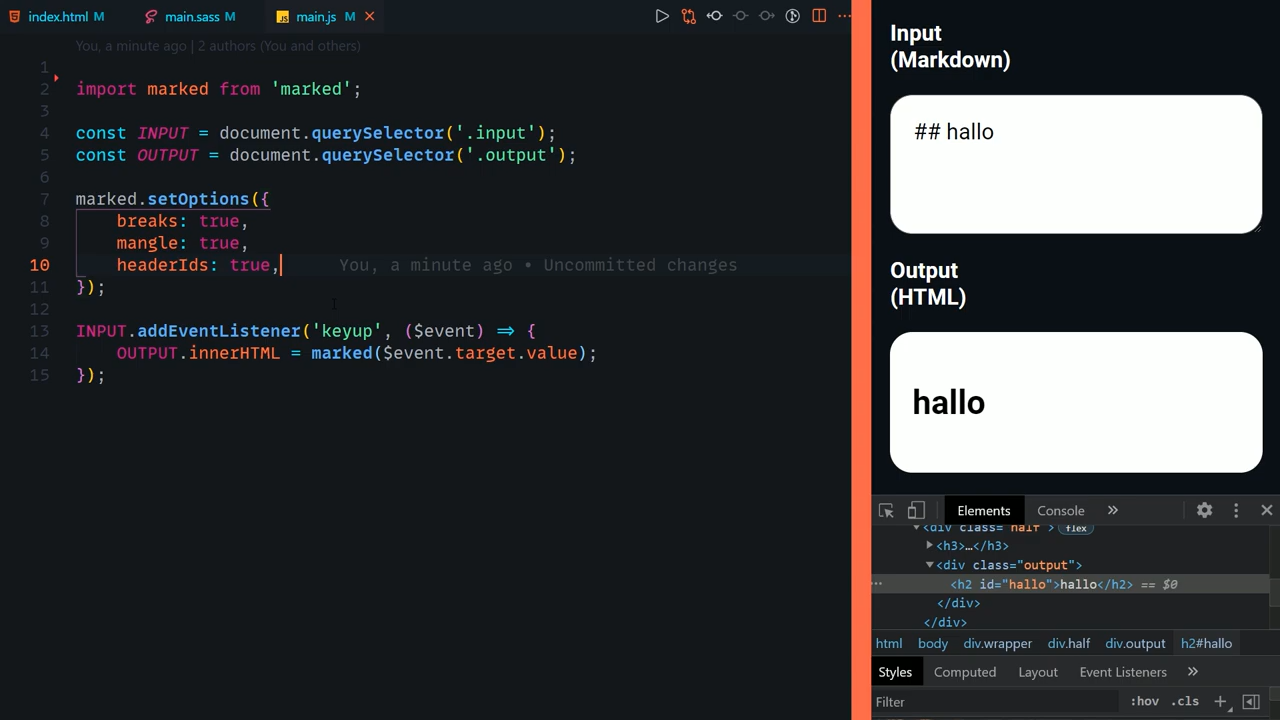 index.html M
main.sass M
main.js M
You, a minute ago | 2 authors (You and others)
1
2 import marked from 'marked';
3
4 const INPUT = document.querySelector('.input');
5 const OUTPUT = document.querySelector('.output');
6
7 marked.setOptions({
8 breaks: true,
9 mangle: true,
10 headerIds: true, You, a minute ago • Uncommitted changes
11 });
12
13 INPUT.addEventListener('keyup', ($event) => {
14 OUTPUT.innerHTML = marked($event.target.value);
15 });
Input
(Markdown)
## hallo
Output
(HTML)
hallo
Elements Console »
<div class="half"> flex
<h3>…</h3>
<div class="output">
<h2 id="hallo">hallo</h2> == $0
</div>
</div>
html body div.wrapper div.half div.output h2#hallo
Styles Computed Layout Event Listeners »
Filter :hov .cls +